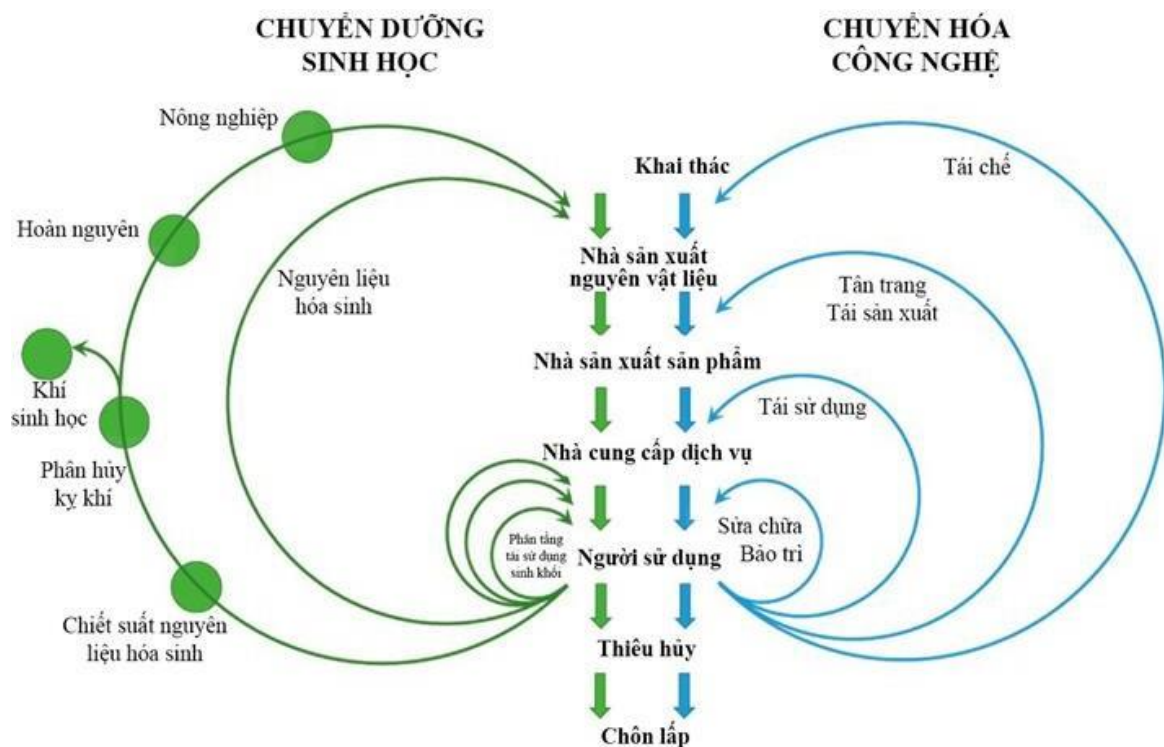 CHUYỂN DƯỠNG
SINH HỌC
CHUYỂN HÓA
CÔNG NGHỆ
Nông nghiệp
Hoàn nguyên
Khí
sinh học
Phân hủy
kỵ khí
Chiết suất nguyên
liệu hóa sinh
Nguyên liệu
hóa sinh
Phân tầng
tái sử dụng
sinh khối
Khai thác
Nhà sản xuất
nguyên vật liệu
Nhà sản xuất sản phẩm
Nhà cung cấp dịch vụ
Người sử dụng
Thiêu hủy
Chôn lấp
Tái chế
Tân trang
Tái sản xuất
Tái sử dụng
Sửa chữa
Bảo trì